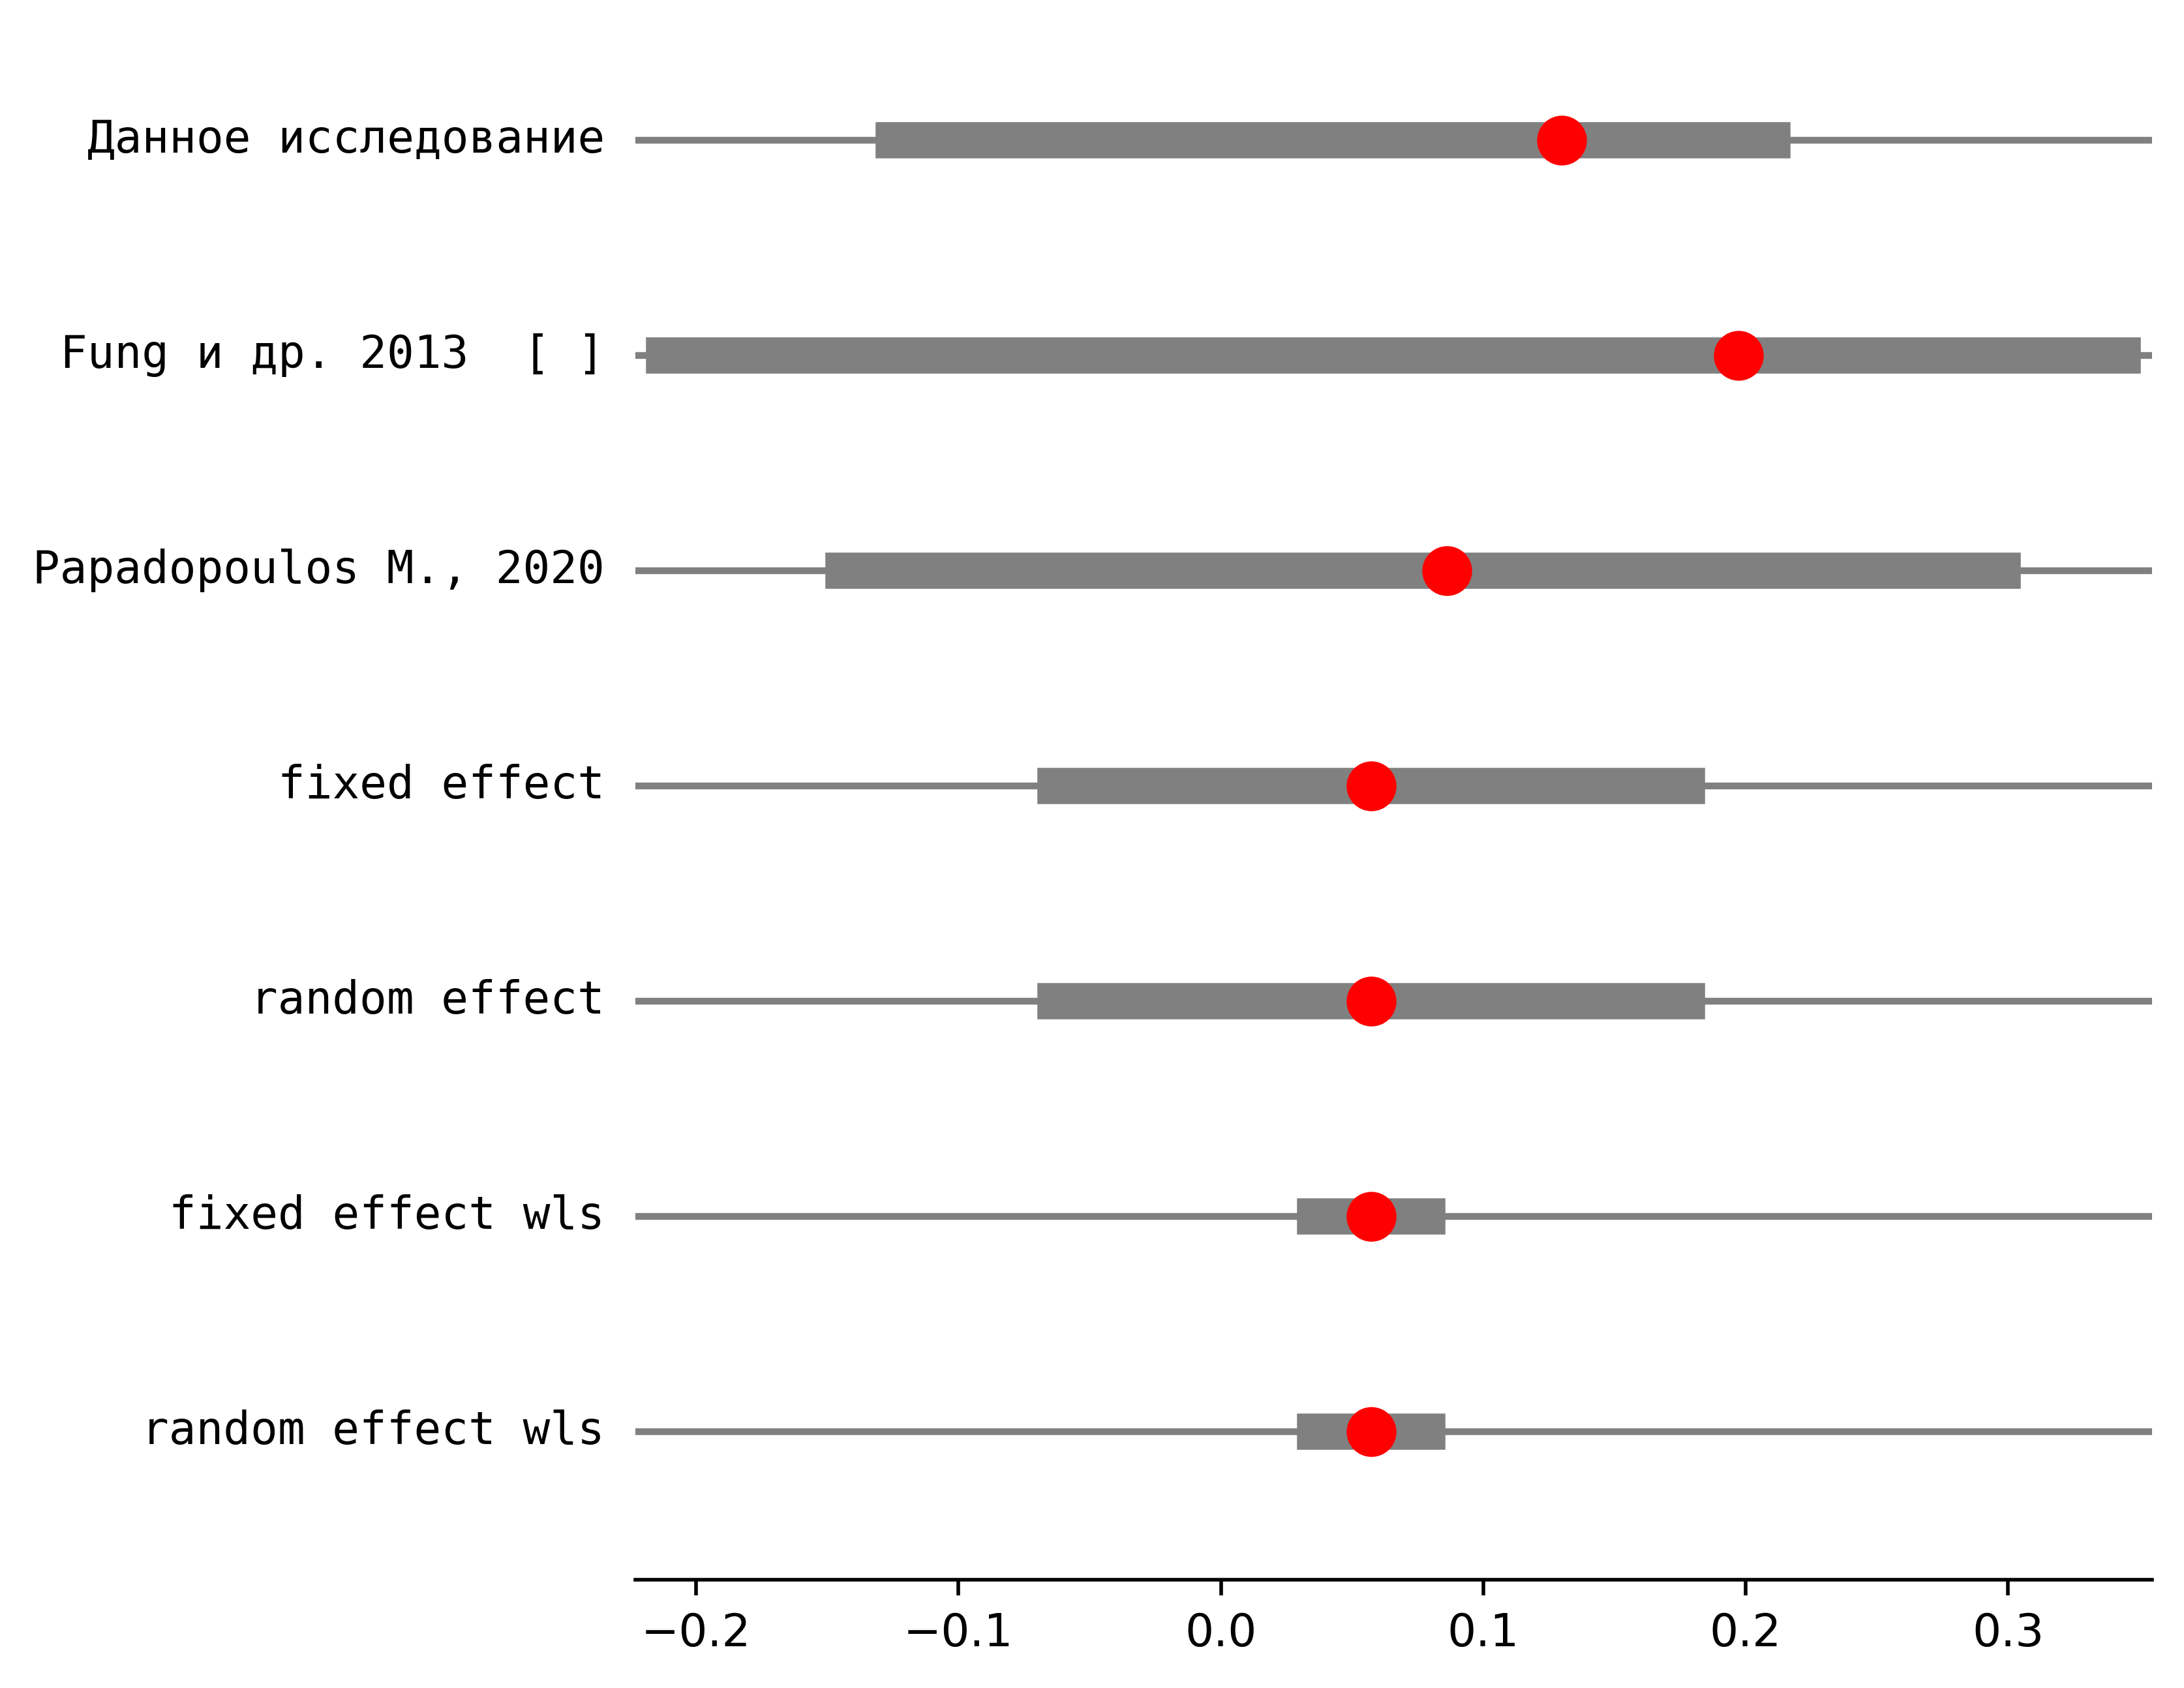 Данное исследование
Fung и др. 2013  [ ]
Papadopoulos M., 2020
fixed effect
random effect
fixed effect wls
random effect wls
−0.2 −0.1 0.0 0.1 0.2 0.3